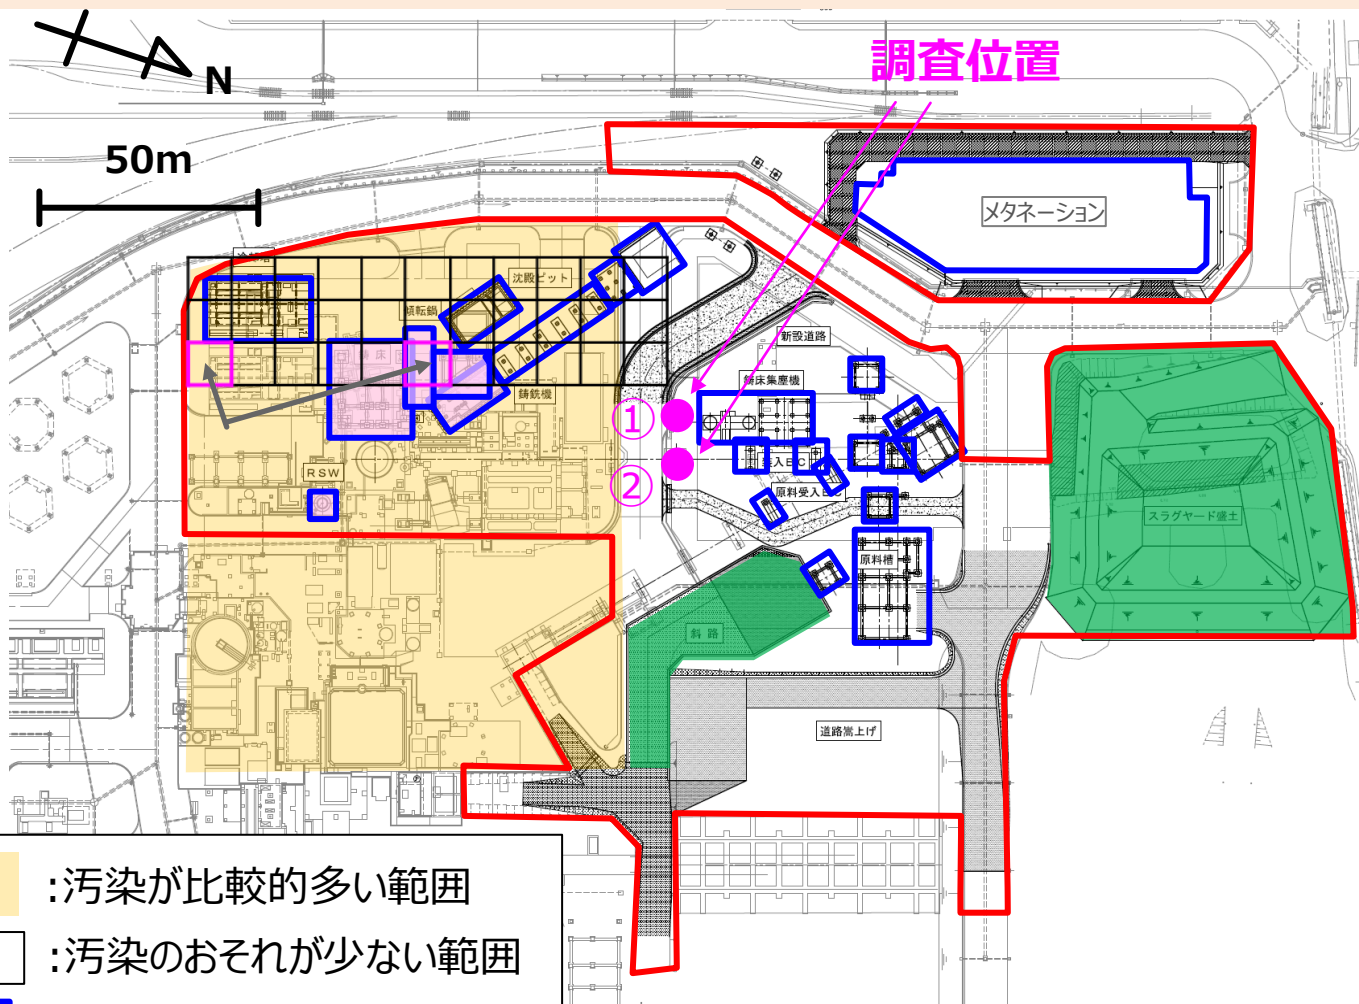 調査位置
N
50m
メタネーション
沈殿ピット
傾転鍋
新設道路
鋳床集塵機
鋳床
鋳銑機
①
RSW
②
原料受入BC
スラグヤード盛土
原料槽
斜路
道路嵩上げ
:汚染が比較的多い範囲
:汚染のおそれが少ない範囲